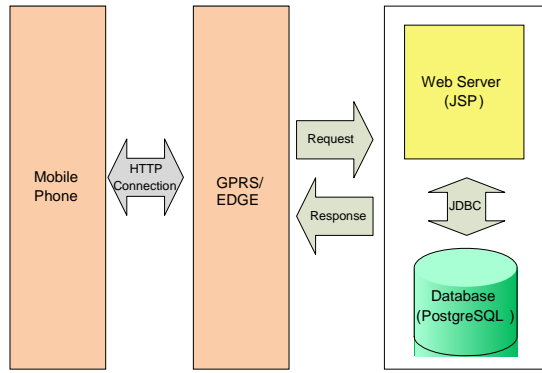 Mobile
Phone
HTTP
Connection
GPRS/
EDGE
Request
Response
Web Server
(JSP)
JDBC
Database
(PostgreSQL )